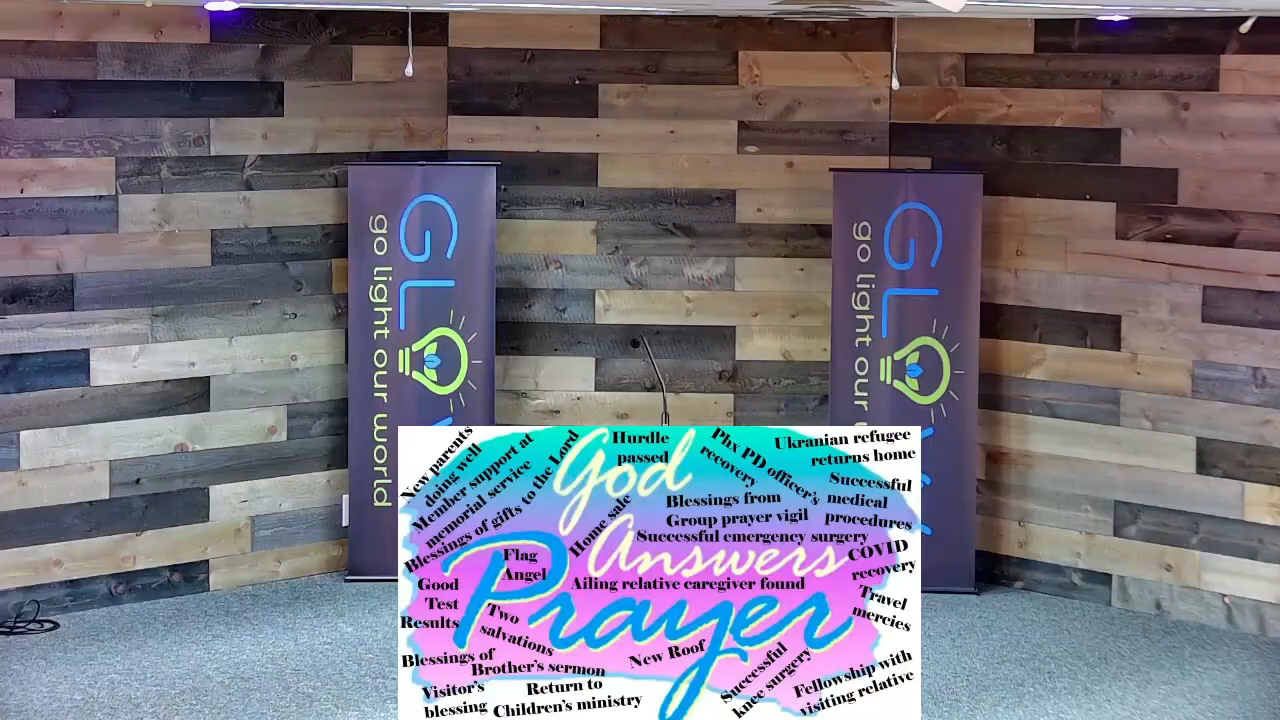 GLOW
go light our world
GLOW
go light our w
God
Answers
Prayer
New parents
doing well
Member support at
memorial service
Blessings of gifts to the Lord
Hurdle
passed
Phx PD officer's
recovery
Ukranian refugee
returns home
Successful
medical
procedures
Home sale
Blessings from
Group prayer vigil
Successful emergency surgery
COVID
recovery
Flag
Angel
Ailing relative caregiver found
Good
Test
Results
Two
salvations
Travel
mercies
Blessings of
Brother's sermon
New Roof
Successful
knee surgery
Fellowship with
visiting relative
Visitor's
blessing
Return to
Children's ministry